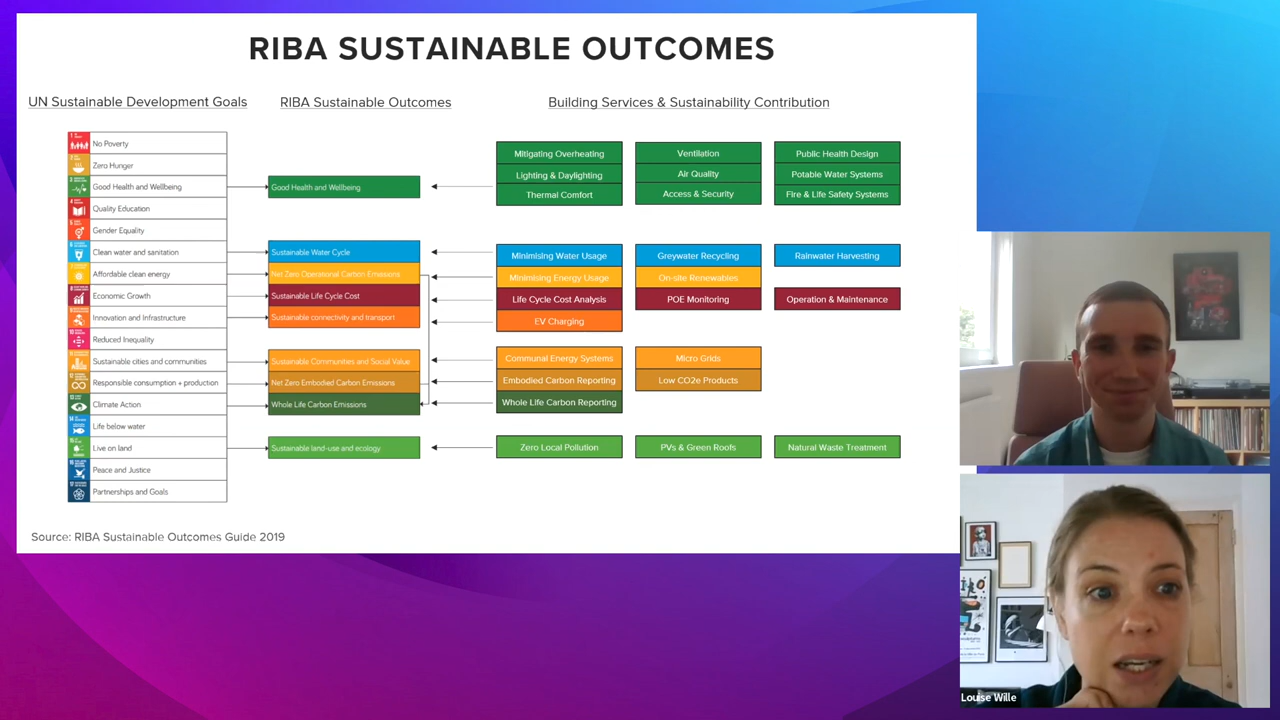 RIBA SUSTAINABLE OUTCOMES
UN Sustainable Development Goals
RIBA Sustainable Outcomes
Building Services & Sustainability Contribution
No Poverty
Zero Hunger
Good Health and Wellbeing
Quality Education
Gender Equality
Clean water and sanitation
Affordable clean energy
Economic Growth
Innovation and Infrastructure
Reduced Inequality
Sustainable cities and communities
Responsible consumption + production
Climate Action
Life below water
Live on land
Peace and Justice
Partnerships and Goals
Good Health and Wellbeing
Sustainable Water Cycle
Net Zero Operational Carbon Emissions
Sustainable Life Cycle Cost
Sustainable connectivity and transport
Sustainable Communities and Social Value
Net Zero Embodied Carbon Emissions
Whole Life Carbon Emissions
Sustainable land-use and ecology
Mitigating Overheating
Lighting & Daylighting
Thermal Comfort
Ventilation
Air Quality
Access & Security
Public Health Design
Potable Water Systems
Fire & Life Safety Systems
Minimising Water Usage
Greywater Recycling
Rainwater Harvesting
Minimising Energy Usage
On-site Renewables
Life Cycle Cost Analysis
POE Monitoring
Operation & Maintenance
EV Charging
Communal Energy Systems
Micro Grids
Embodied Carbon Reporting
Low CO2e Products
Whole Life Carbon Reporting
Zero Local Pollution
PVs & Green Roofs
Natural Waste Treatment
Source: RIBA Sustainable Outcomes Guide 2019
Louise Wille